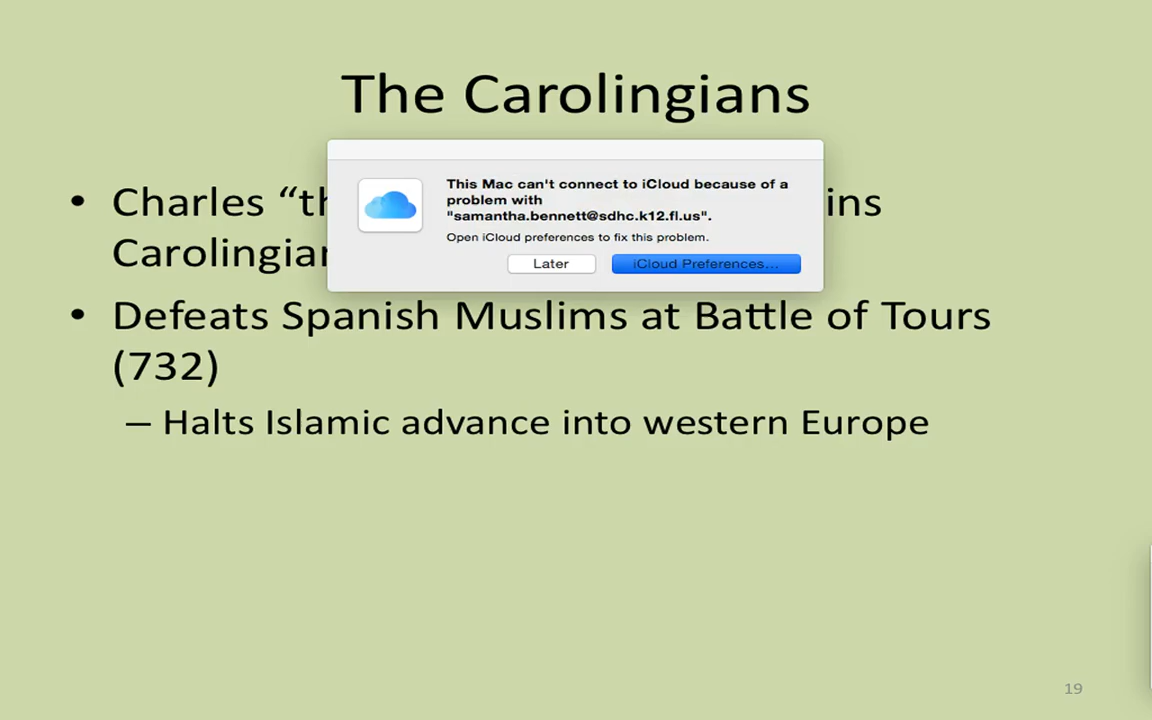 The Carolingians
This Mac can't connect to iCloud because of a
problem with
"samantha.bennett@sdhc.k12.fl.us".
Open iCloud preferences to fix this problem.
Later iCloud Preferences...
• Charles “th ins
Carolingian
• Defeats Spanish Muslims at Battle of Tours
(732)
– Halts Islamic advance into western Europe
19